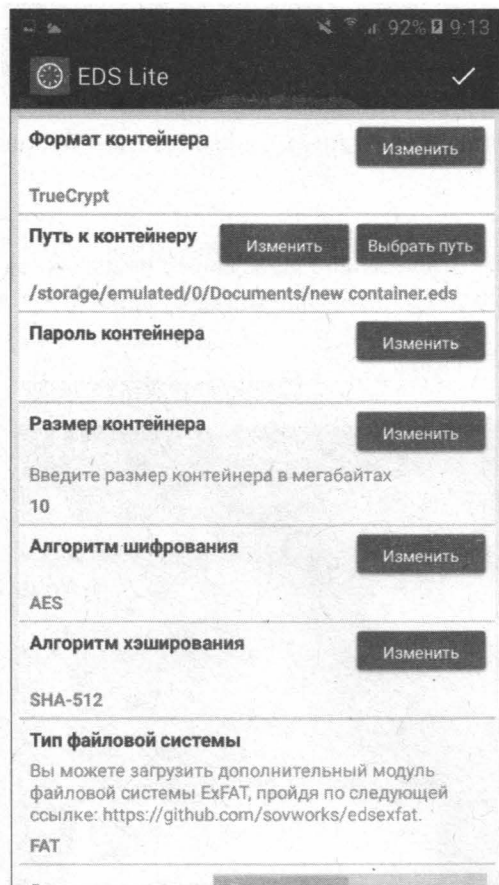 92% 9:13
EDS Lite
Формат контейнера Изменить
TrueCrypt
Путь к контейнеру Изменить Выбрать путь
/storage/emulated/0/Documents/new container.eds
Пароль контейнера Изменить
Размер контейнера Изменить
Введите размер контейнера в мегабайтах
10
Алгоритм шифрования Изменить
AES
Алгоритм хэширования Изменить
SHA-512
Тип файловой системы
Вы можете загрузить дополнительный модуль
файловой системы ExFAT, пройдя по следующей
ссылке: https://github.com/sovworks/edsexfat.
FAT